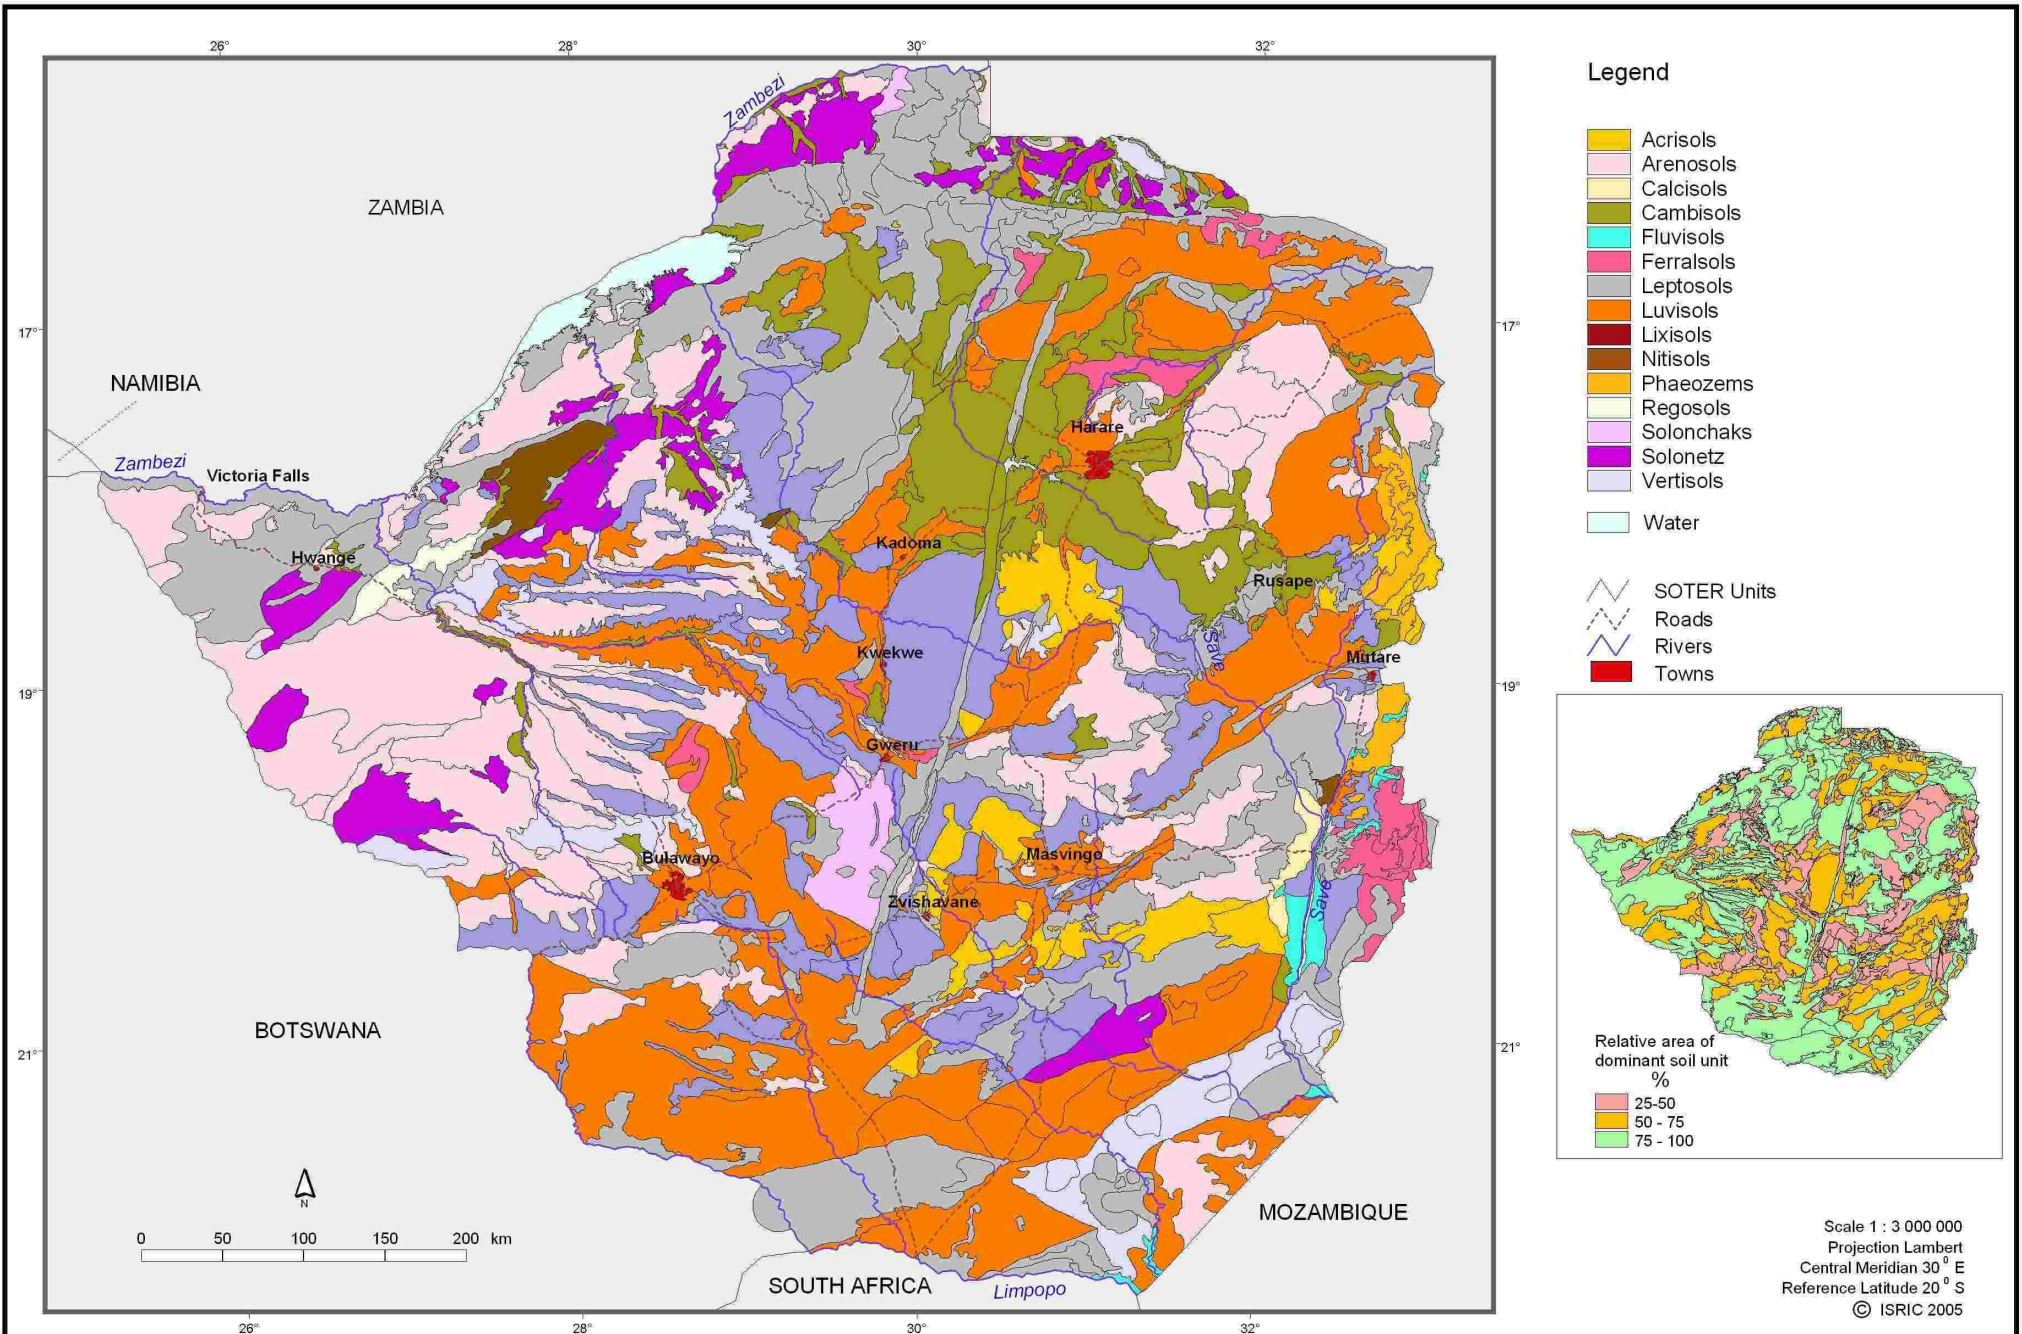 26°
28°
30°
32°
Legend
Zambezi
Acrisols
Arenosols
Calcisols
ZAMBIA
Cambisols
Fluvisols
Ferralsols
Leptosols
Luvisols
17°
17°
Lixisols
Nitisols
NAMIBIA
Phaeozems
Regosols
Harare
Solonchaks
Zambezi
Solonetz
Victoria Falls
Vertisols
Water
Kadoma
Hwange
Rusape
SOTER Units
Roads
Save
Rivers
Kwekwe
Mutare
Towns
19°
19°
Gweru
Bulawayo
Masvingo
Zvishavane
Save
BOTSWANA
21°
21°
Relative area of
dominant soil unit
%
25-50
50 - 75
75 - 100
N
MOZAMBIQUE
0 50 100 150 200 km
Scale 1 : 3 000 000
Projection Lambert
Central Meridian 30 ° E
Reference Latitude 20 ° S
© ISRIC 2005
SOUTH AFRICA
Limpopo
26°
28°
30°
32°